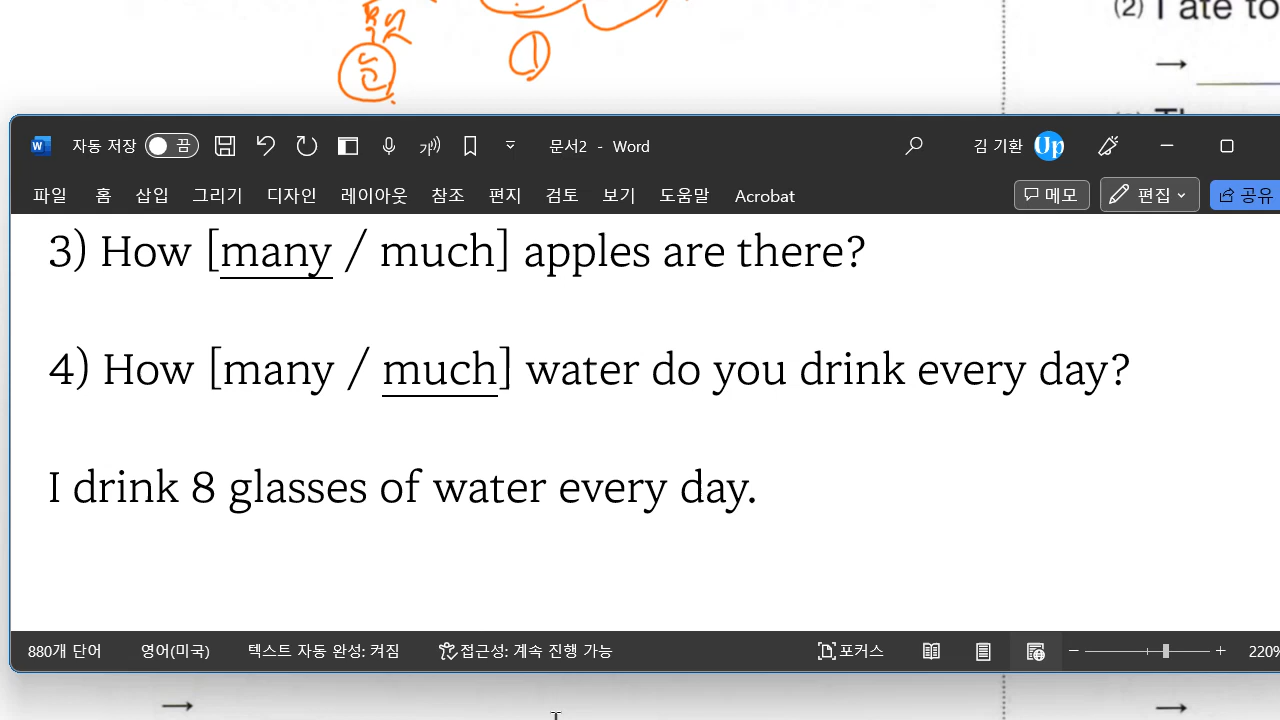 (2) I ate to
→
①
자동 저장 끔 가 문서2 - Word 김 기환 Up
파일 홈 삽입 그리기 디자인 레이아웃 참조 편지 검토 보기 도움말 Acrobat 메모 편집 공유
3) How [many / much] apples are there?
4) How [many / much] water do you drink every day?
I drink 8 glasses of water every day.
880개 단어 영어(미국) 텍스트 자동 완성: 켜짐 접근성: 계속 진행 가능 포커스 − + 220%
→ →